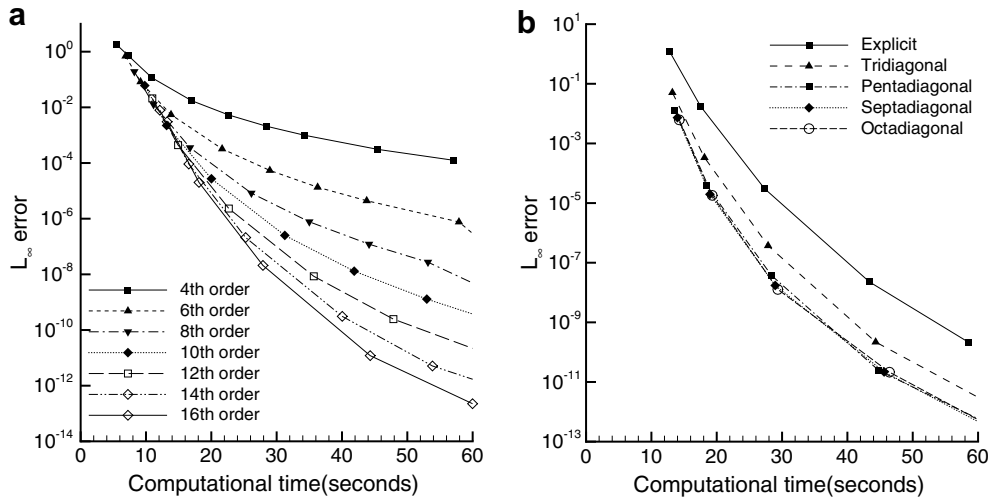 a
10^0
10^-2
10^-4
10^-6
10^-8
10^-10
10^-12
10^-14
L∞ error
4th order
6th order
8th order
10th order
12th order
14th order
16th order
0 10 20 30 40 50 60
Computational time(seconds)
b
10^1
10^-1
10^-3
10^-5
10^-7
10^-9
10^-11
10^-13
L∞ error
Explicit
Tridiagonal
Pentadiagonal
Septadiagonal
Octadiagonal
0 10 20 30 40 50 60
Computational time(seconds)